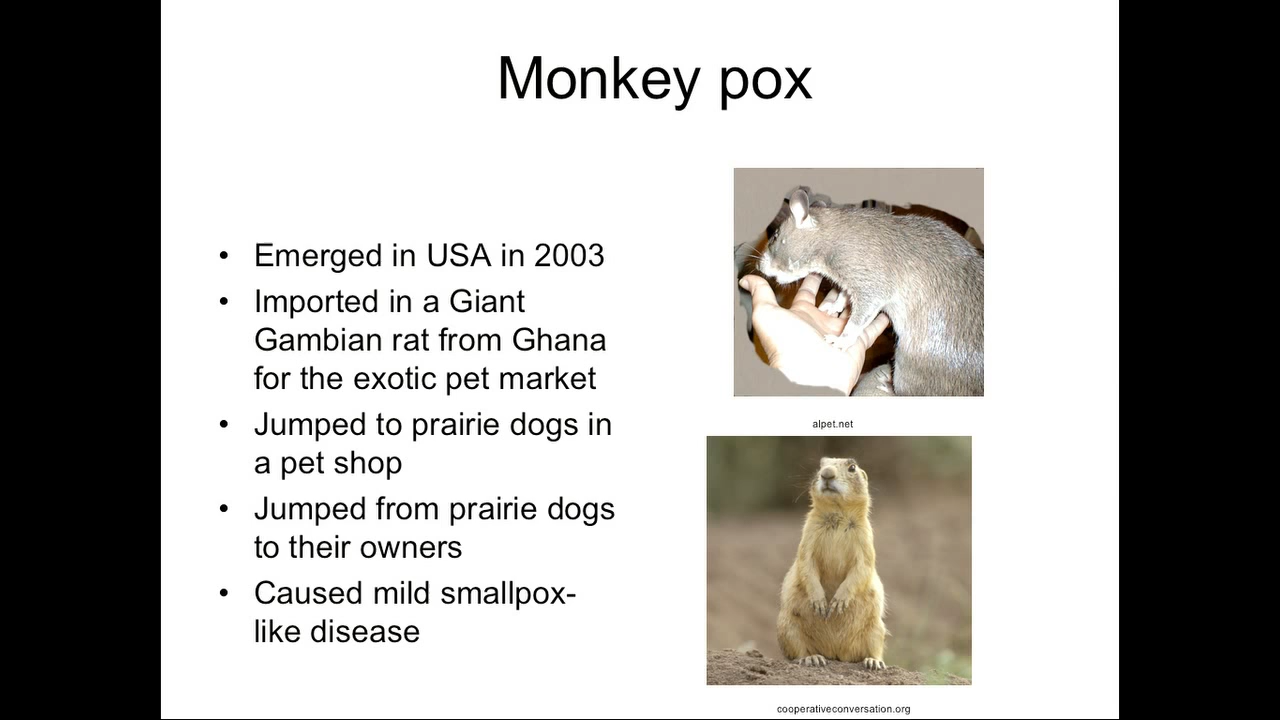 Monkey pox
• Emerged in USA in 2003
• Imported in a Giant
Gambian rat from Ghana
for the exotic pet market
• Jumped to prairie dogs in
a pet shop
• Jumped from prairie dogs
to their owners
• Caused mild smallpox-
like disease
alpet.net
cooperativeconversation.org